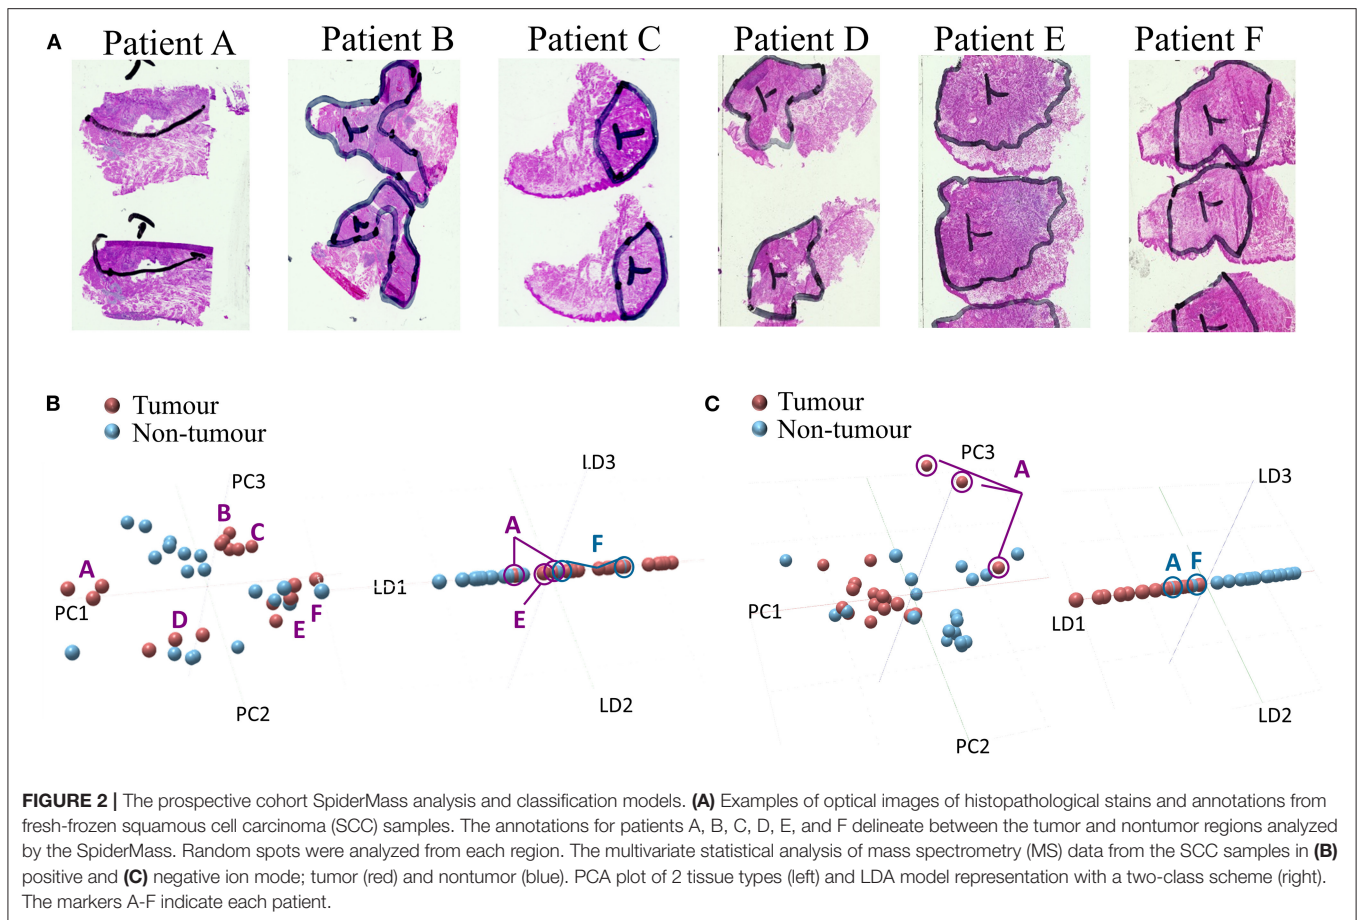 A
Patient A
Patient B
Patient C
Patient D
Patient E
Patient F
T
T
T
T
T
T
T
T
T
T
T
T
T
B
Tumour
Non-tumour
PC3
B
C
A
PC1
D
F
E
PC2
LD3
A
F
LD1
E
LD2
C
Tumour
Non-tumour
PC3
A
PC1
PC2
LD3
A F
LD1
LD2
FIGURE 2 | The prospective cohort SpiderMass analysis and classification models. (A) Examples of optical images of histopathological stains and annotations from
fresh-frozen squamous cell carcinoma (SCC) samples. The annotations for patients A, B, C, D, E, and F delineate between the tumor and nontumor regions analyzed
by the SpiderMass. Random spots were analyzed from each region. The multivariate statistical analysis of mass spectrometry (MS) data from the SCC samples in (B)
positive and (C) negative ion mode; tumor (red) and nontumor (blue). PCA plot of 2 tissue types (left) and LDA model representation with a two-class scheme (right).
The markers A-F indicate each patient.